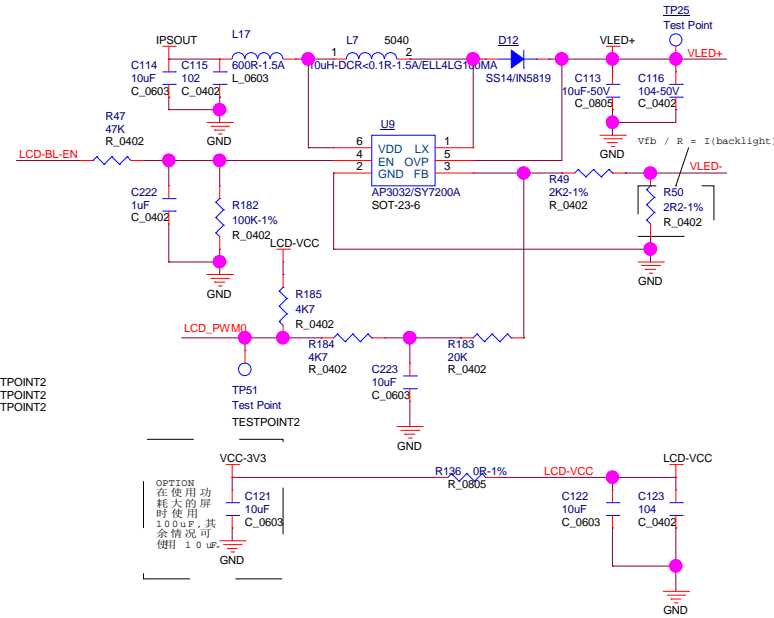 TP25
Test Point
L17
L7 5040
D12
IPSOUT
VLED+
VLED+
C114
10uF
C_0603
C115
102
C_0402
600R-1.5A
L_0603
1
2
10uH-DCR<0.1R-1.5A/ELL4LG100MA
SS14/IN5819
C113
10uF-50V
C_0805
C116
104-50V
C_0402
GND
GND
R47
47K
R_0402
U9
6 VDD LX 1
4 EN OVP 5
2 GND FB 3
AP3032/SY7200A
SOT-23-6
Vfb / R = I(backlight)
LCD-BL-EN
VLED-
R49
2K2-1%
R_0402
R50
2R2-1%
R_0402
C222
1uF
C_0402
R182
100K-1%
R_0402
GND
GND
LCD-VCC
R185
4K7
R_0402
LCD_PWM0
R184
4K7
R_0402
R183
20K
R_0402
C223
10uF
C_0603
GND
TP51
Test Point
TESTPOINT2
TPOINT2
TPOINT2
TPOINT2
VCC-3V3
OPTION
在使用功
耗大的屏
时使用
100uF,其
余情况可
使用 10uF。
C121
10uF
C_0603
GND
R136 0R-1%
R_0805
LCD-VCC
LCD-VCC
C122
10uF
C_0603
C123
104
C_0402
GND